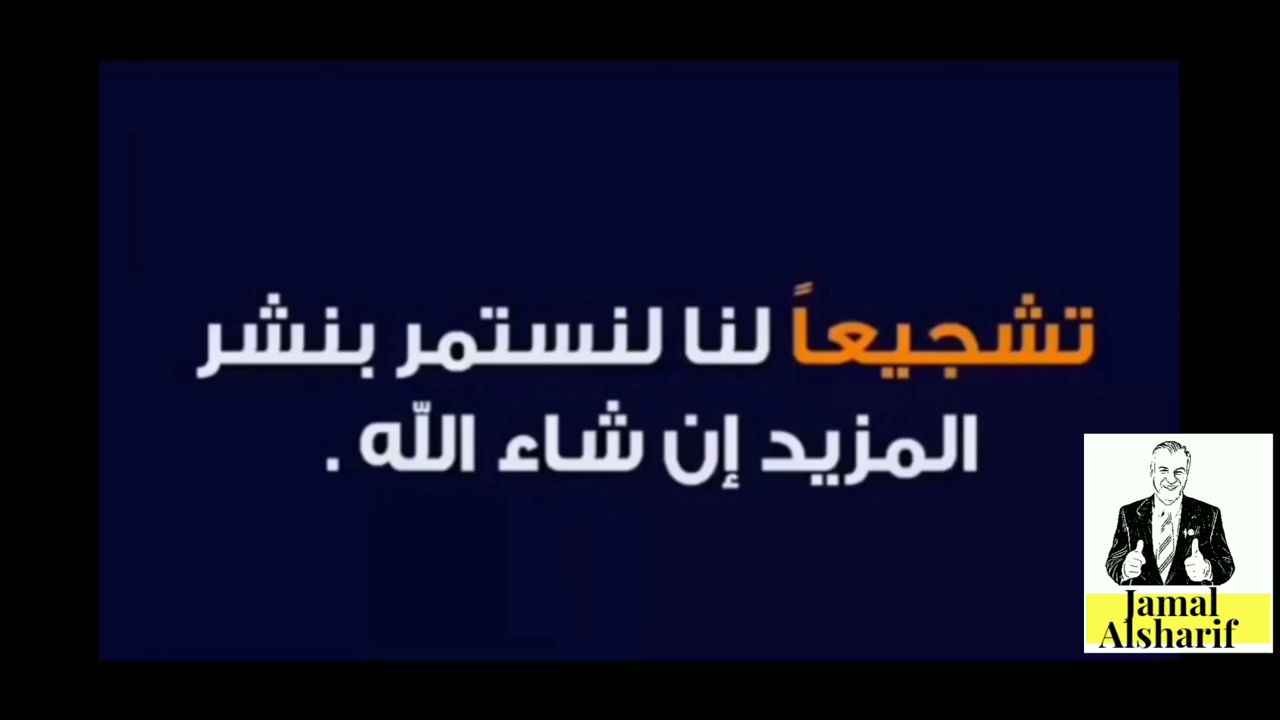 تشجيعاً لنا لنستمر بنشر
المزيد إن شاء الله .
Jamal
Alsharif